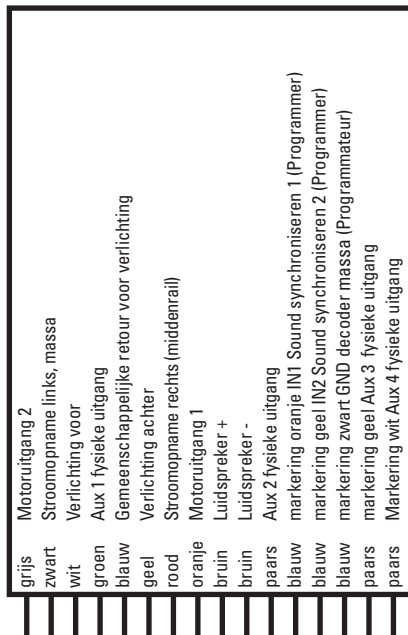 grijs Motoruitgang 2
zwart Stroomopname links, massa
wit Verlichting voor
groen Aux 1 fysieke uitgang
blauw Gemeenschappelijke retour voor verlichting
geel Verlichting achter
rood Stroomopname rechts (middenrail)
oranje Motoruitgang 1
bruin Luidspreker +
bruin Luidspreker -
paars Aux 2 fysieke uitgang
blauw markering oranje IN1 Sound synchroniseren 1 (Programmer)
blauw markering geel IN2 Sound synchroniseren 2 (Programmer)
blauw markering zwart GND decoder massa (Programmateur)
paars markering geel Aux 3 fysieke uitgang
paars Markering wit Aux 4 fysieke uitgang